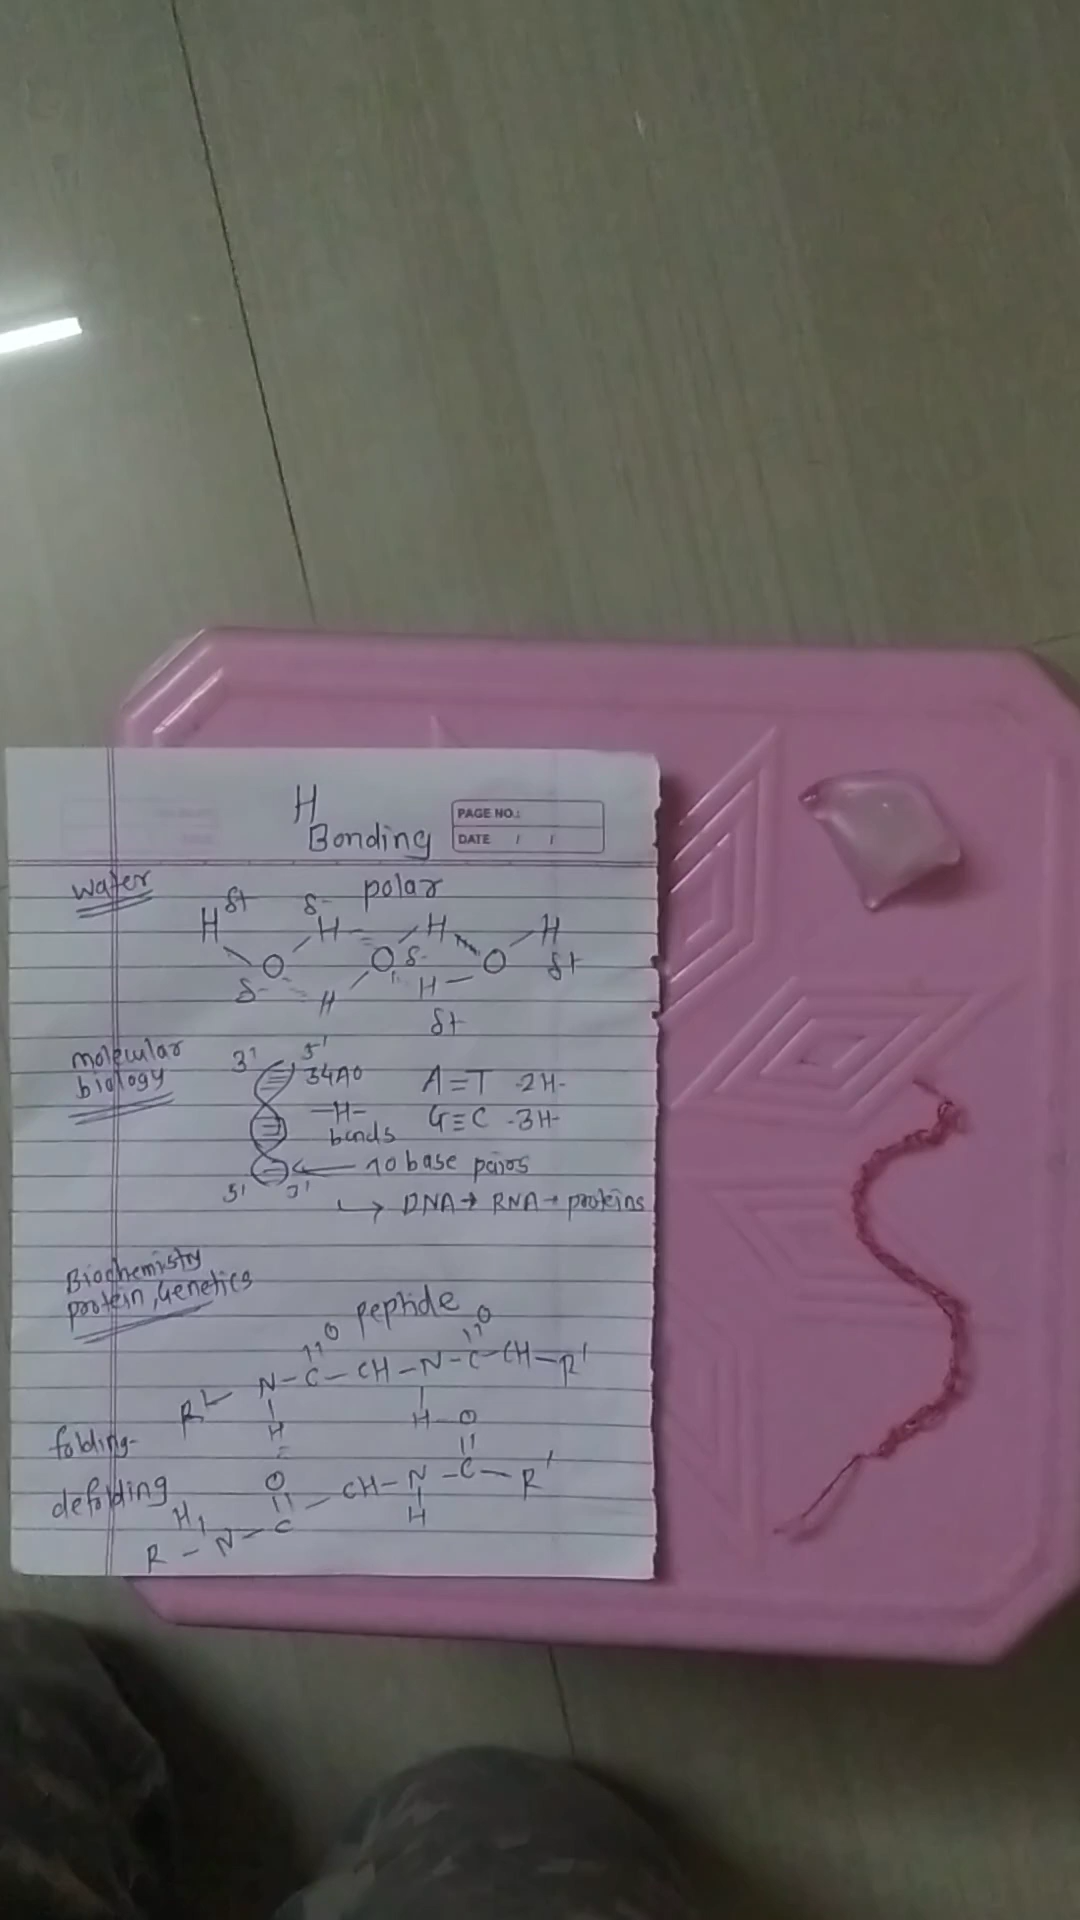 H
Bonding
PAGE NO.:
DATE / /
water
polar
H δ+ δ- H H H
O O δ- O δ+
δ- H H
δ+
molecular
biology
3' 5'
34A0
A=T -2H-
-H-
bonds
G≡C -3H-
10 base pairs
5' 3'
→ DNA → RNA → proteins
Biochemistry
protein, Genetics
peptide
O O
N-C-CH-N-C-CH-R'
H H O
folding-
O CH-N-C-R'
defolding
H H
R-N-C